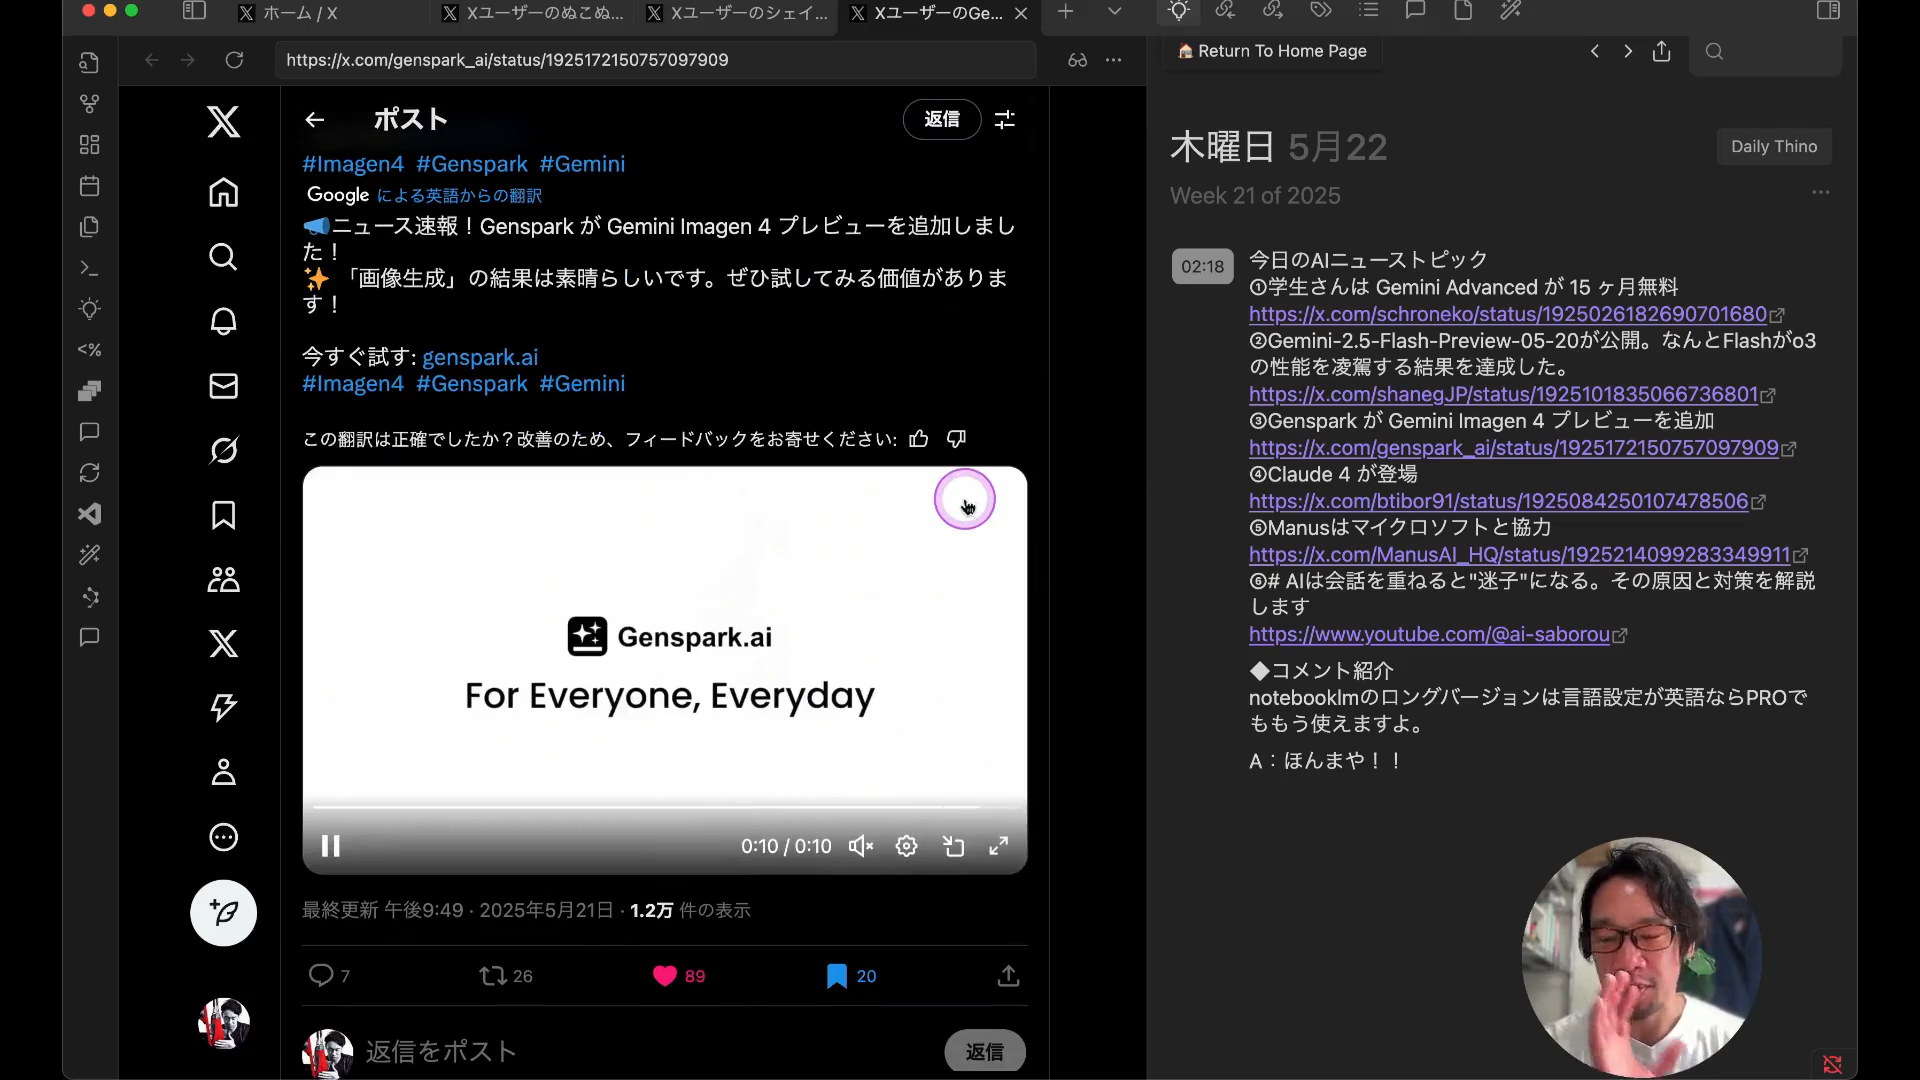 ホーム / X
Xユーザーのぬこぬ...
Xユーザーのシェイ...
XユーザーのGe...
https://x.com/genspark_ai/status/1925172150757097909
ポスト
返信
#Imagen4 #Genspark #Gemini
Google による英語からの翻訳
📣ニュース速報！Genspark が Gemini Imagen 4 プレビューを追加しまし
た！
✨ 「画像生成」の結果は素晴らしいです。ぜひ試してみる価値がありま
す！
今すぐ試す: genspark.ai
#Imagen4 #Genspark #Gemini
この翻訳は正確でしたか？改善のため、フィードバックをお寄せください:
Genspark.ai
For Everyone, Everyday
0:10 / 0:10
最終更新 午後9:49 · 2025年5月21日 · 1.2万 件の表示
7
26
89
20
返信をポスト
返信
🏠 Return To Home Page
木曜日 5月22
Daily Thino
Week 21 of 2025
02:18
今日のAIニューストピック
①学生さんは Gemini Advanced が 15 ヶ月無料
https://x.com/schroneko/status/1925026182690701680
②Gemini-2.5-Flash-Preview-05-20が公開。なんとFlashがo3
の性能を凌駕する結果を達成した。
https://x.com/shanegJP/status/1925101835066736801
③Genspark が Gemini Imagen 4 プレビューを追加
https://x.com/genspark_ai/status/1925172150757097909
④Claude 4 が登場
https://x.com/btibor91/status/1925084250107478506
⑤Manusはマイクロソフトと協力
https://x.com/ManusAI_HQ/status/1925214099283349911
⑥# AIは会話を重ねると"迷子"になる。その原因と対策を解説
します
https://www.youtube.com/@ai-saborou
◆コメント紹介
notebooklmのロングバージョンは言語設定が英語ならPROで
ももう使えますよ。
A：ほんまや！！